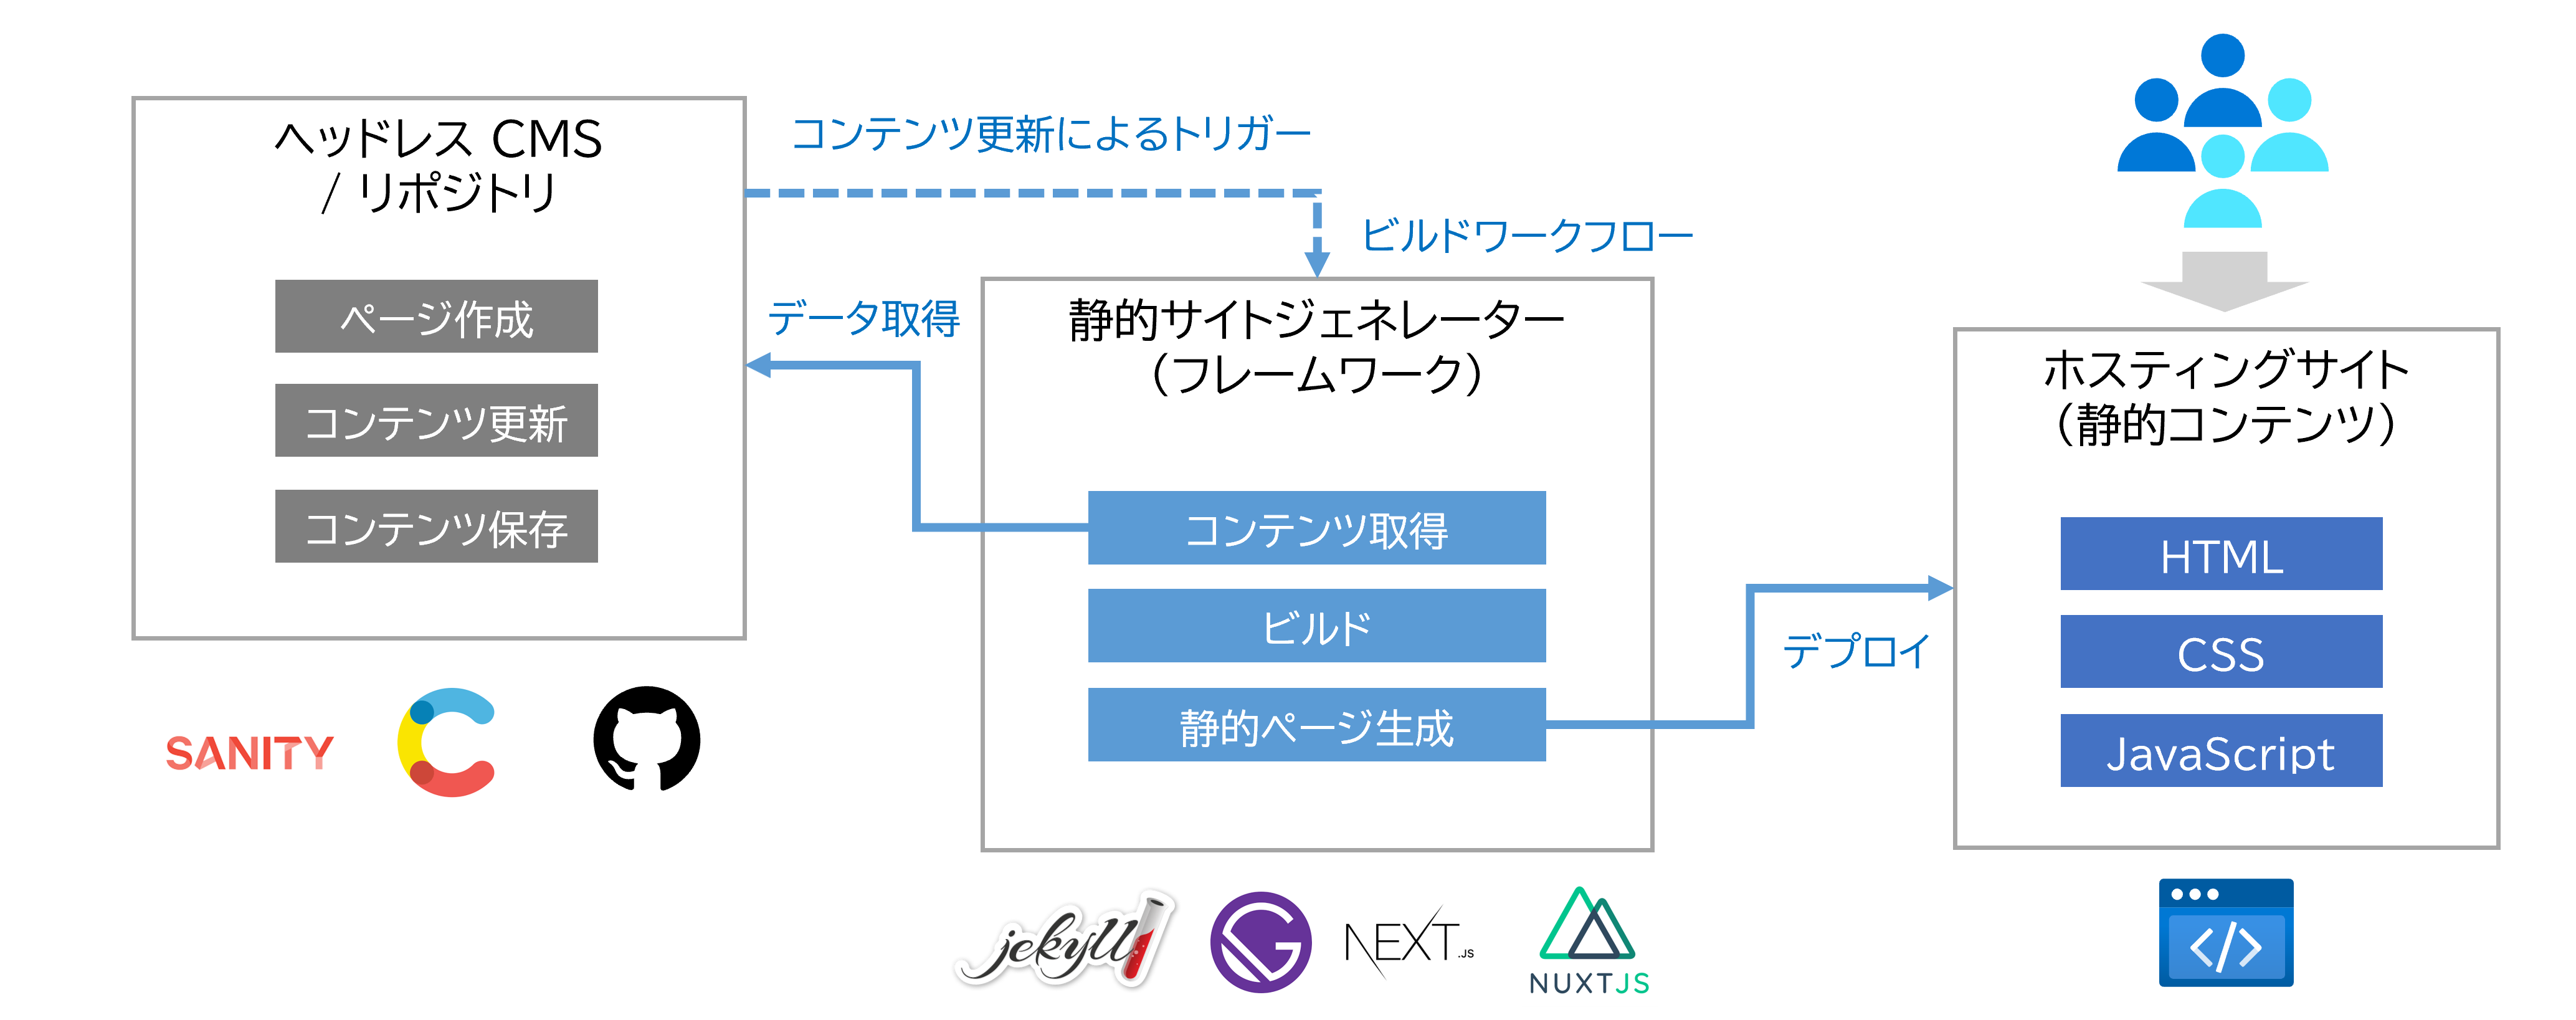 ヘッドレス CMS
/ リポジトリ
ページ作成
コンテンツ更新
コンテンツ保存
SANITY
コンテンツ更新によるトリガー
ビルドワークフロー
データ取得
静的サイトジェネレーター
（フレームワーク）
コンテンツ取得
ビルド
静的ページ生成
jekyll
NEXT.JS
NUXTJS
デプロイ
ホスティングサイト
（静的コンテンツ）
HTML
CSS
JavaScript